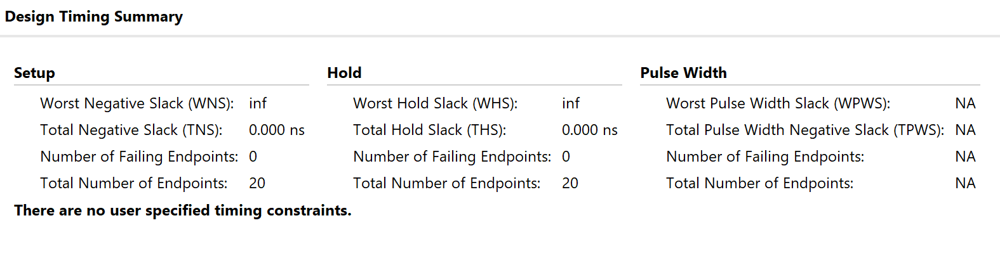 Design Timing Summary
Setup Hold Pulse Width
Worst Negative Slack (WNS): inf Worst Hold Slack (WHS): inf Worst Pulse Width Slack (WPWS): NA
Total Negative Slack (TNS): 0.000 ns Total Hold Slack (THS): 0.000 ns Total Pulse Width Negative Slack (TPWS): NA
Number of Failing Endpoints: 0 Number of Failing Endpoints: 0 Number of Failing Endpoints: NA
Total Number of Endpoints: 20 Total Number of Endpoints: 20 Total Number of Endpoints: NA
There are no user specified timing constraints.